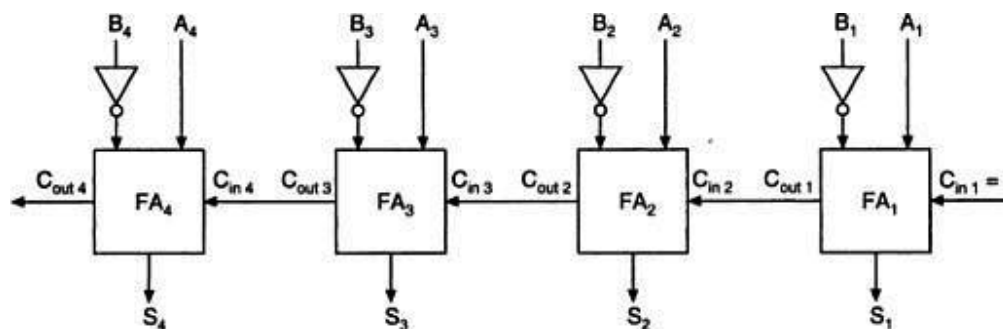 B4 A4 B3 A3 B2 A2 B1 A1
Cout 4 Cin 4 Cout 3 Cin 3 Cout 2 Cin 2 Cout 1 Cin 1 =
FA4 FA3 FA2 FA1
S4 S3 S2 S1